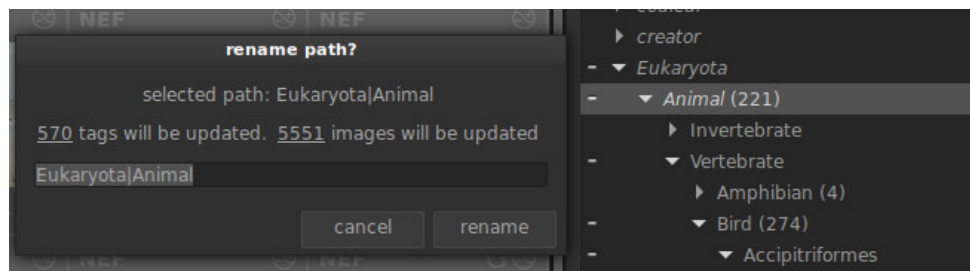 NEF
NEF
rename path?
selected path: Eukaryota|Animal
570 tags will be updated. 5551 images will be updated
Eukaryota|Animal
cancel
rename
NEF
NEF
creator
Eukaryota
Animal (221)
Invertebrate
Vertebrate
Amphibian (4)
Bird (274)
Accipitriformes